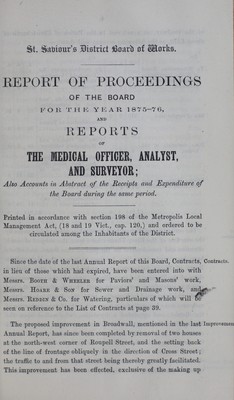 St. Saviour's District Board of Works.
REPORT OF PROCEEDINGS
OF THE BOARD
FOR THE YEAR 1875-76,
AND
REPORTS
OF
THE MEDICAL OFFICER, ANALYST,
AND SURVEYOR;
Also Accounts in Abstract of the Receipts and Expenditure of
the Board during the same period.
Printed in accordance with section 198 of the Metropolis Local
Management Act, (18 and 19 Vict., cap. 120,) and ordered to be
circulated among the Inhabitants of the District.
Since the date of the last Annual Report of this Board, Contracts, Contracts.
in lieu of those which had expired, have been entered into with
Messrs. BOOTH & WHEELER for Paviors' and Masons' work,
Messrs. HOARE & SON for Sewer and Drainage work, and
Messrs. REDDIN & Co. for Watering, particulars of which will be
seen on reference to the List of Contracts at page 39.
The proposed improvement in Broadwall, mentioned in the last Improvement
Annual Report, has since been completed by removal of two houses
at the north-west corner of Roupell Street, and the setting back
of the line of frontage obliquely in the direction of Cross Street;
the traffic to and from that street being thereby greatly facilitated.
This improvement has been effected, exclusive of the making up